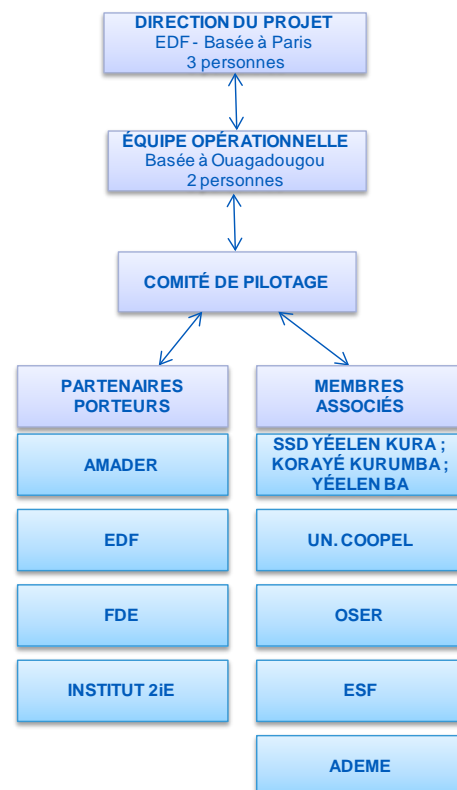 DIRECTION DU PROJET
EDF - Basée à Paris
3 personnes
ÉQUIPE OPÉRATIONNELLE
Basée à Ouagadougou
2 personnes
COMITÉ DE PILOTAGE
PARTENAIRES
PORTEURS
AMADER
EDF
FDE
INSTITUT 2iE
MEMBRES
ASSOCIÉS
SSD YÉELEN KURA ;
KORAYÉ KURUMBA ;
YÉELEN BA
UN. COOPEL
OSER
ESF
ADEME